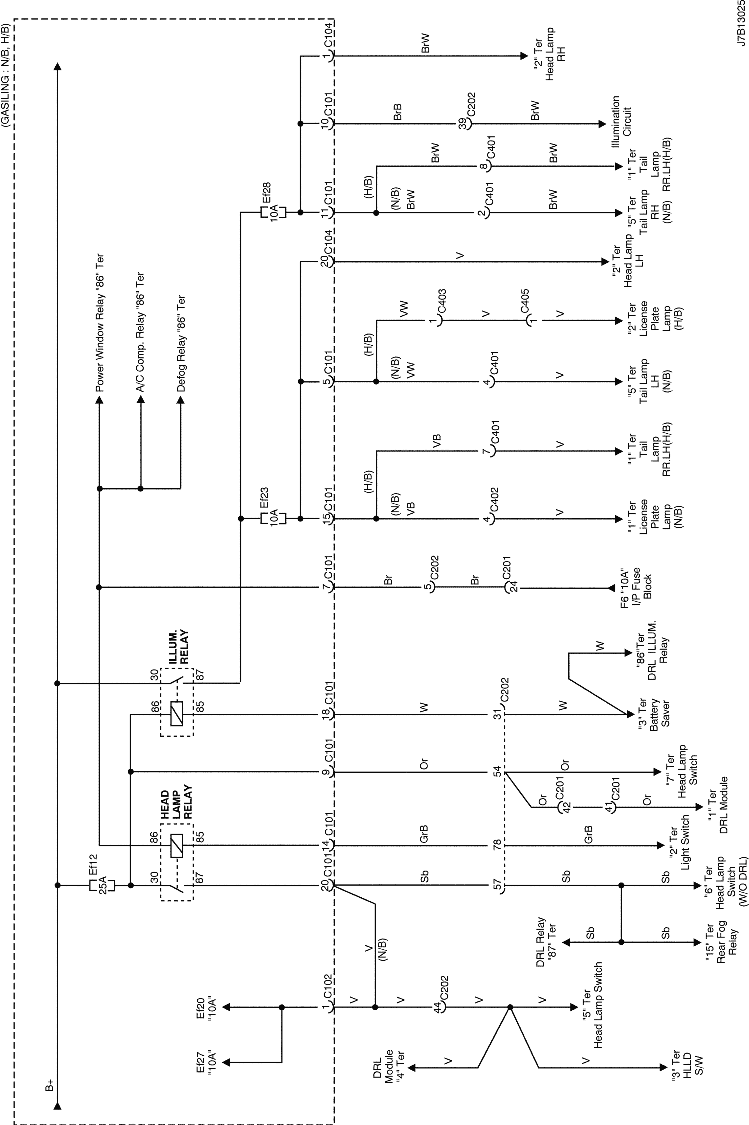 (GASILING : N/B, H/B)
J7B13025
B+
Ef20
"10A"
Ef27
"10A"
Ef12
25A
HEAD
LAMP
RELAY
30
86
87
85
ILLUM.
RELAY
86
30
85
87
Power Window Relay "86" Ter
A/C Comp. Relay "86" Ter
Defog Relay "86" Ter
Ef23
10A
Ef28
10A
1 C102
20 C101
14 C101
9 C101
18 C101
7 C101
15 C101
5 C101
20 C104
11 C101
10 C101
1 C104
V
V
(N/B)
44 C202
V
V
V
V
DRL
Module
"4" Ter
"5" Ter
Head Lamp Switch
"3" Ter
HLLD
S/W
Sb
57
Sb
Sb
Sb
DRL Relay
"87" Ter
"15" Ter
Rear Fog
Relay
"6" Ter
Head Lamp
Switch
(W/O DRL)
GrB
78
GrB
"2" Ter
Light Switch
Or
54
Or
Or
42 C201
41 C201
Or
"1" Ter
DRL Module
"7" Ter
Head Lamp
Switch
W
31 C202
W
W
"3" Ter
Battery
Saver
"86"Ter
DRL ILLUM.
Relay
Br
5 C202
Br
24 C201
F6 "10A"
I/P Fuse
Block
(H/B)
(N/B)
VB
4 C402
V
"1" Ter
License
Plate
Lamp
(N/B)
VB
7 C401
V
"1" Ter
Tail
Lamp
RR.LH(H/B)
(H/B)
(N/B)
VW
4 C401
V
"5" Ter
Tail Lamp
LH
(N/B)
VW
1 C403
V
1 C405
V
"2" Ter
License
Plate
Lamp
(H/B)
V
"2" Ter
Head Lamp
LH
(H/B)
(N/B)
BrW
2 C401
BrW
"5" Ter
Tail Lamp
RH
(N/B)
BrW
8 C401
BrW
"1" Ter
Tail
Lamp
RR.LH(H/B)
BrB
39 C202
BrW
Illumination
Circuit
BrW
"2" Ter
Head Lamp
RH